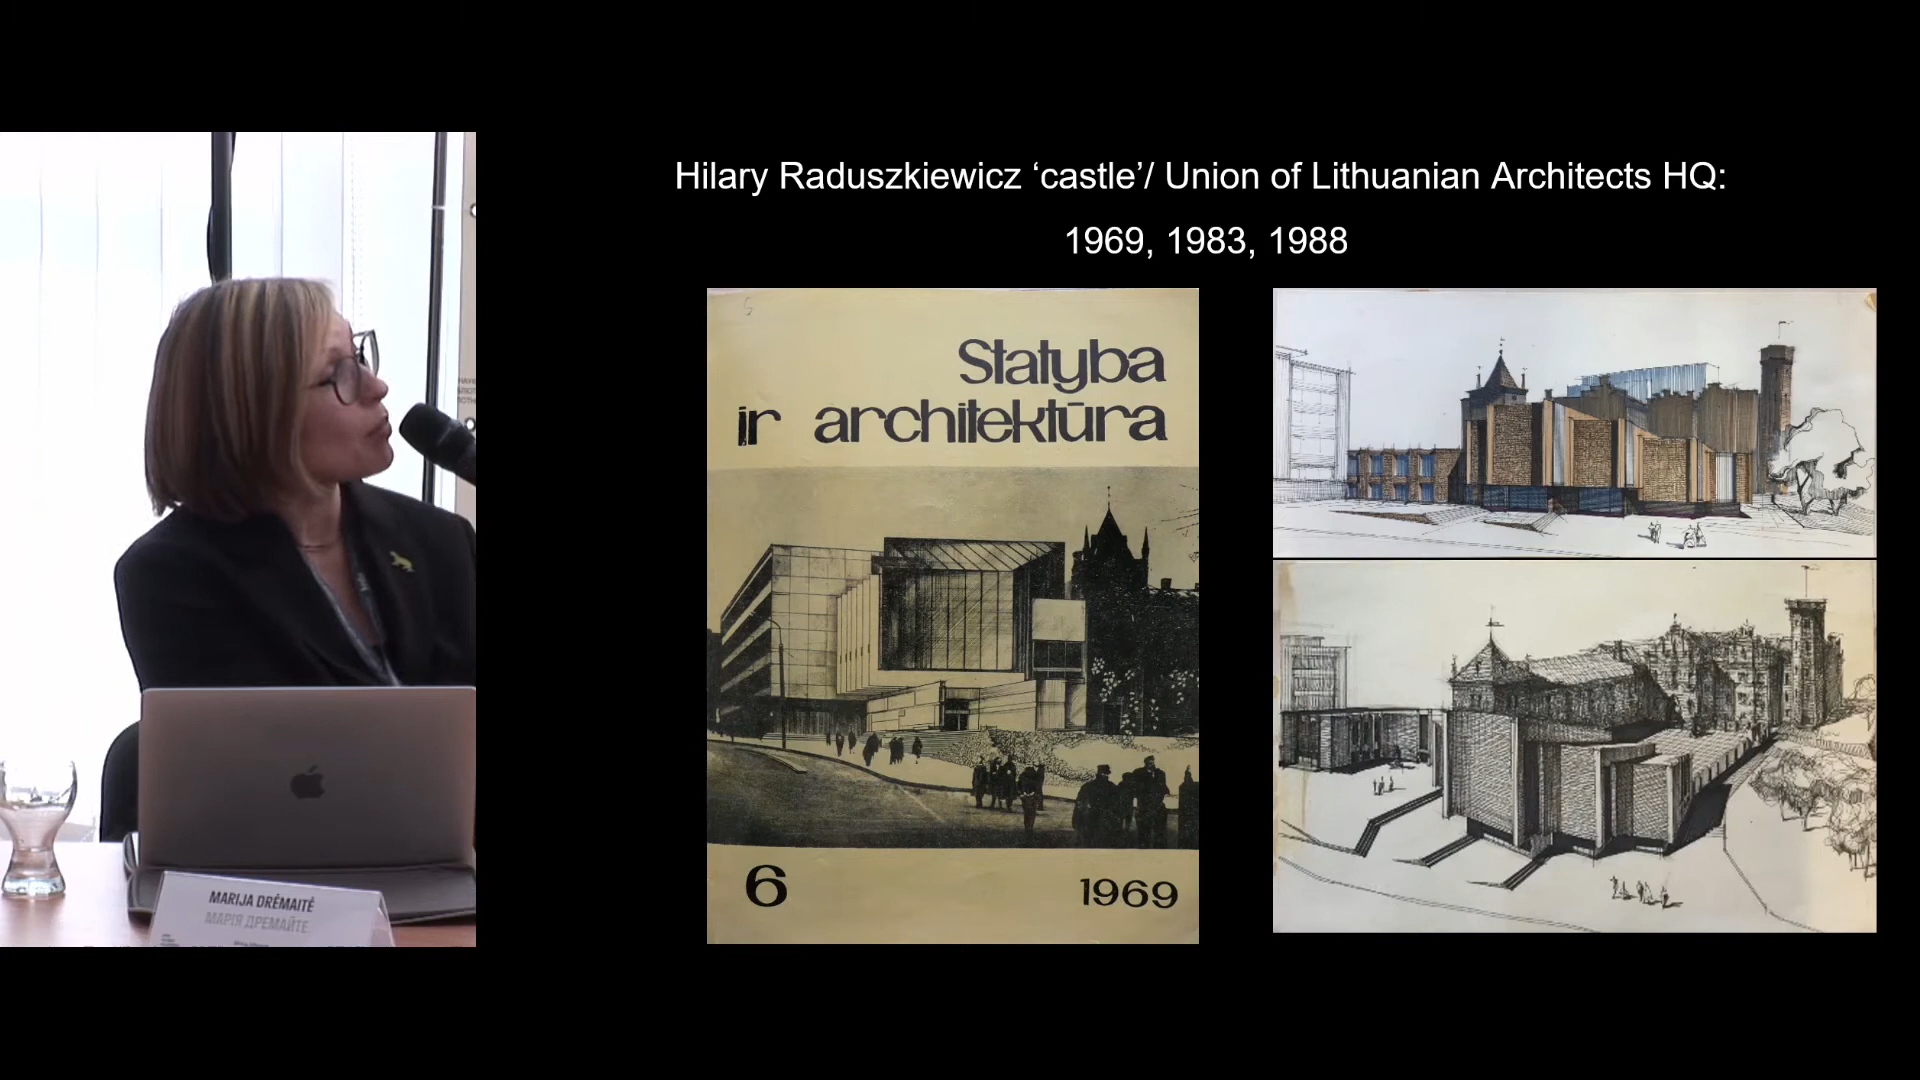 Hilary Raduszkiewicz ‘castle’/ Union of Lithuanian Architects HQ:
1969, 1983, 1988
Statyba
ir architektūra
6
1969
MARIJA DRĖMAITĖ
МАРІЯ ДРЕМАЙТЕ